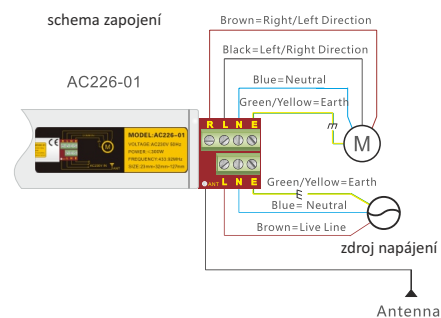 schema zapojení
Brown=Right/Left Direction
Black=Left/Right Direction
AC226-01
Blue=Neutral
Green/Yellow=Earth
R L N E
M
MODEL:AC226-01
VOLTAGE:AC230V 50Hz
POWER:<200W
FREQUENCY:433.92MHz
CE
M
L N E
ANT
Green/Yellow=Earth
Blue= Neutral
Brown=Live Line
zdroj napájení
Antenna